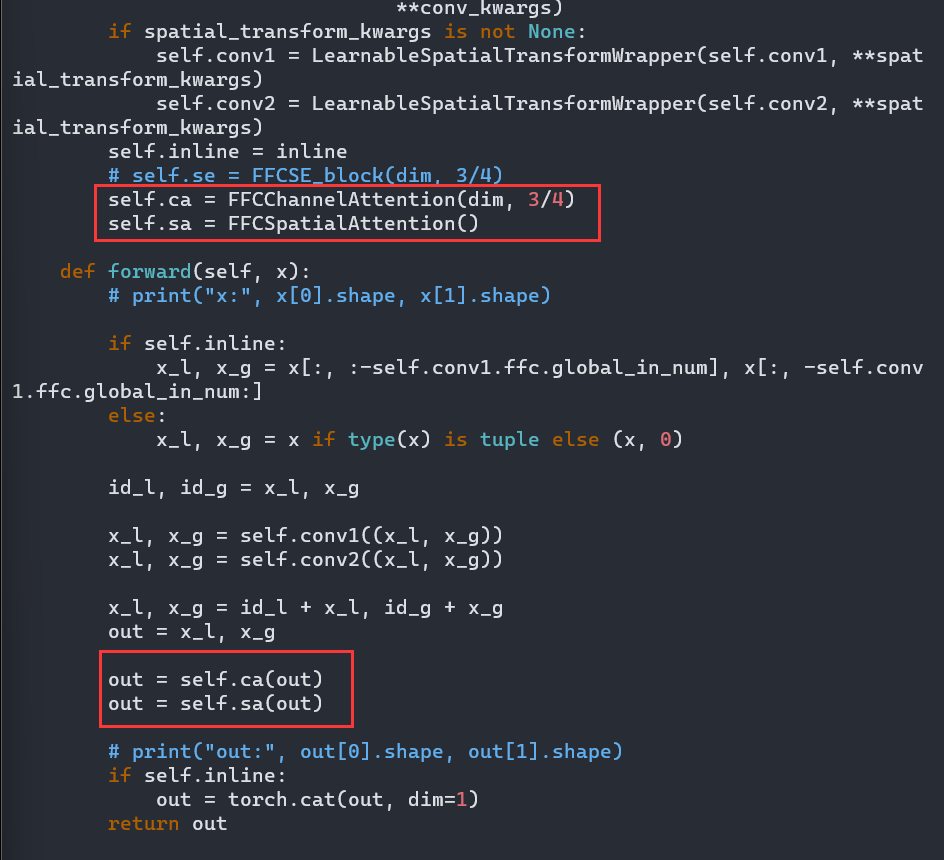 **conv_kwargs)
if spatial_transform_kwargs is not None:
self.conv1 = LearnableSpatialTransformWrapper(self.conv1, **spat
ial_transform_kwargs)
self.conv2 = LearnableSpatialTransformWrapper(self.conv2, **spat
ial_transform_kwargs)
self.inline = inline
# self.se = FFCSE_block(dim, 3/4)
self.ca = FFCChannelAttention(dim, 3/4)
self.sa = FFCSpatialAttention()
def forward(self, x):
# print("x:", x[0].shape, x[1].shape)
if self.inline:
x_l, x_g = x[:, :-self.conv1.ffc.global_in_num], x[:, -self.conv
1.ffc.global_in_num:]
else:
x_l, x_g = x if type(x) is tuple else (x, 0)
id_l, id_g = x_l, x_g
x_l, x_g = self.conv1((x_l, x_g))
x_l, x_g = self.conv2((x_l, x_g))
x_l, x_g = id_l + x_l, id_g + x_g
out = x_l, x_g
out = self.ca(out)
out = self.sa(out)
# print("out:", out[0].shape, out[1].shape)
if self.inline:
out = torch.cat(out, dim=1)
return out